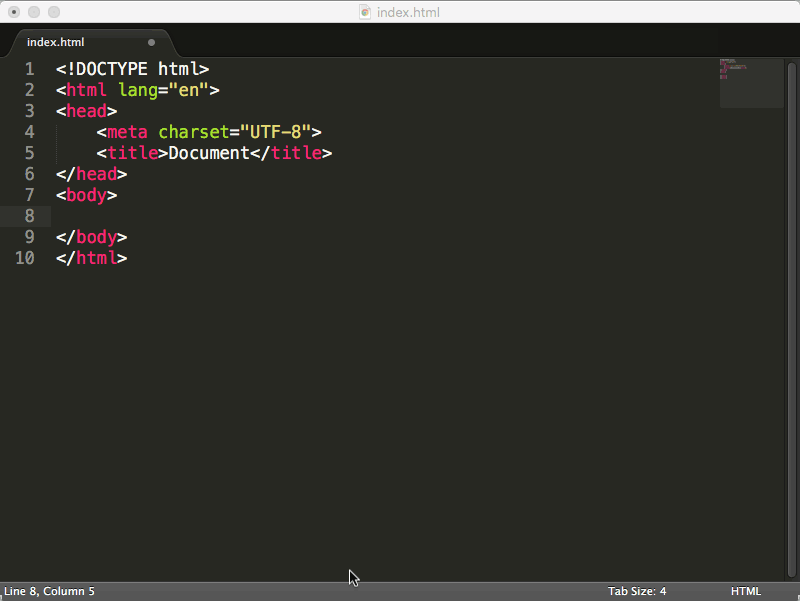 index.html
index.html
1 <!DOCTYPE html>
2 <html lang="en">
3 <head>
4     <meta charset="UTF-8">
5     <title>Document</title>
6 </head>
7 <body>
8
9 </body>
10 </html>
Line 8, Column 5
Tab Size: 4
HTML